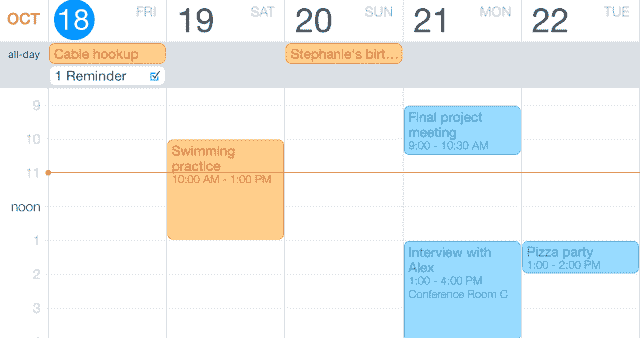 OCT 18 FRI 19 SAT 20 SUN 21 MON 22 TUE
all-day Cable hookup Stephanie's birt...
1 Reminder
9
Final project
meeting
9:00 - 10:30 AM
10
Swimming
practice
10:00 AM - 1:00 PM
11
noon
1
Interview with
Alex
1:00 - 4:00 PM
Conference Room C
Pizza party
1:00 - 2:00 PM
2
3